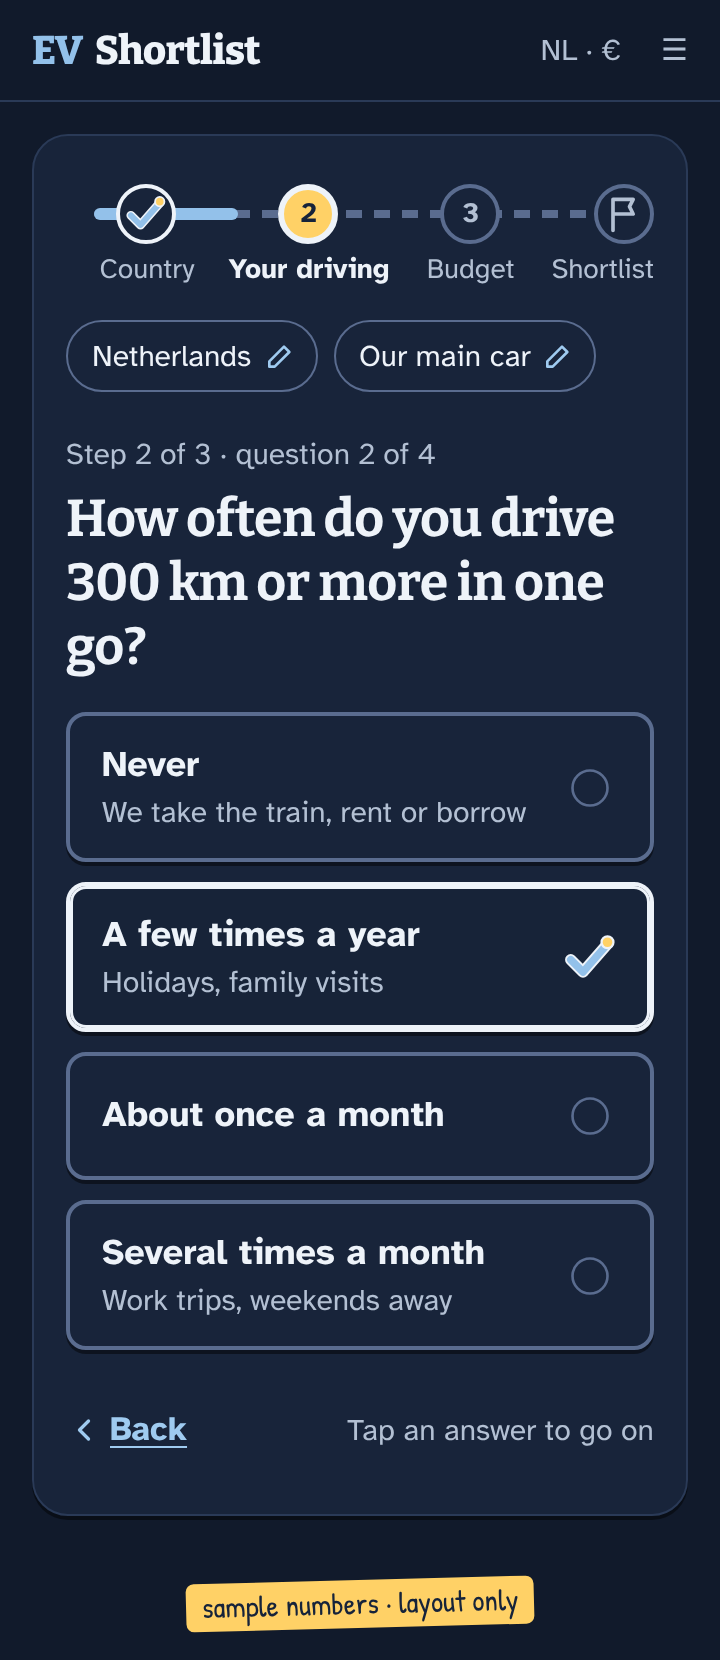 EV Shortlist NL · €
2 3
Country Your driving Budget Shortlist
Netherlands Our main car
Step 2 of 3 · question 2 of 4
How often do you drive
300 km or more in one
go?
Never
We take the train, rent or borrow
A few times a year
Holidays, family visits
About once a month
Several times a month
Work trips, weekends away
Back Tap an answer to go on
sample numbers · layout only